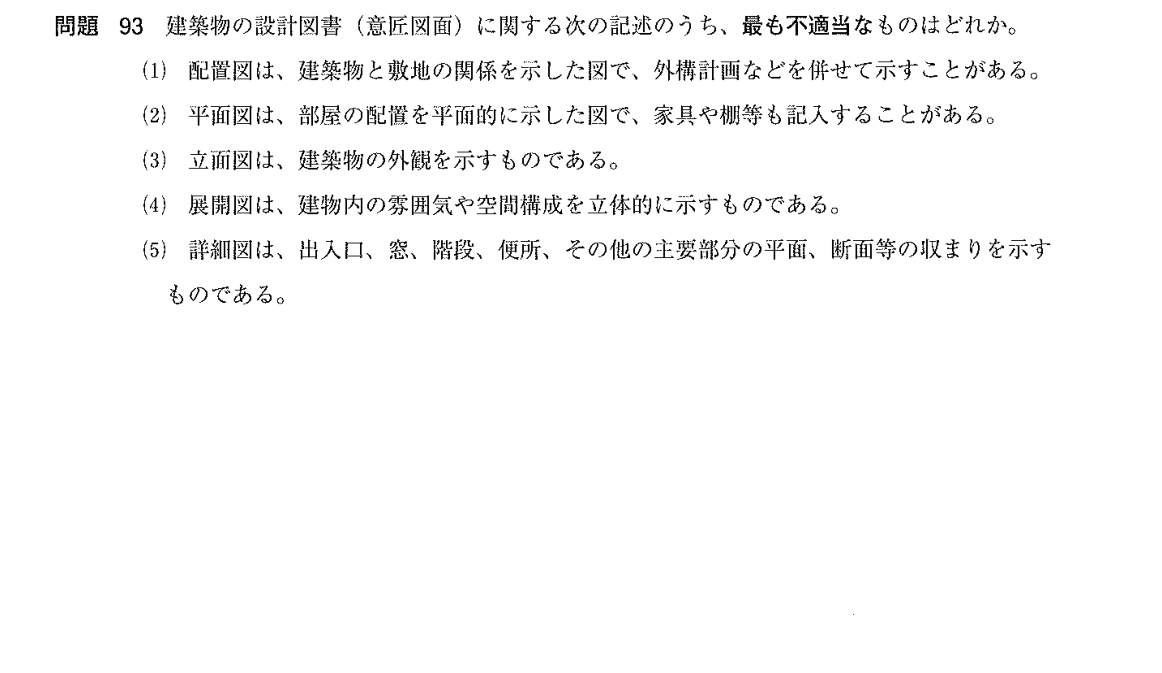 問題 93 建築物の設計図書（意匠図面）に関する次の記述のうち、最も不適当なものはどれか。
(1) 配置図は、建築物と敷地の関係を示した図で、外構計画などを併せて示すことがある。
(2) 平面図は、部屋の配置を平面的に示した図で、家具や棚等も記入することがある。
(3) 立面図は、建築物の外観を示すものである。
(4) 展開図は、建物内の雰囲気や空間構成を立体的に示すものである。
(5) 詳細図は、出入口、窓、階段、便所、その他の主要部分の平面、断面等の収まりを示す
ものである。